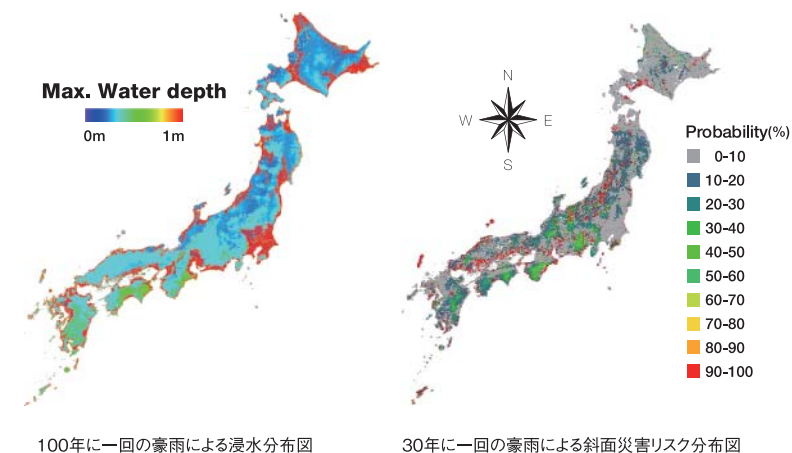 Max. Water depth
0m 1m
N
W E
S
Probability(%)
0-10
10-20
20-30
30-40
40-50
50-60
60-70
70-80
80-90
90-100
100年に一回の豪雨による浸水分布図
30年に一回の豪雨による斜面災害リスク分布図